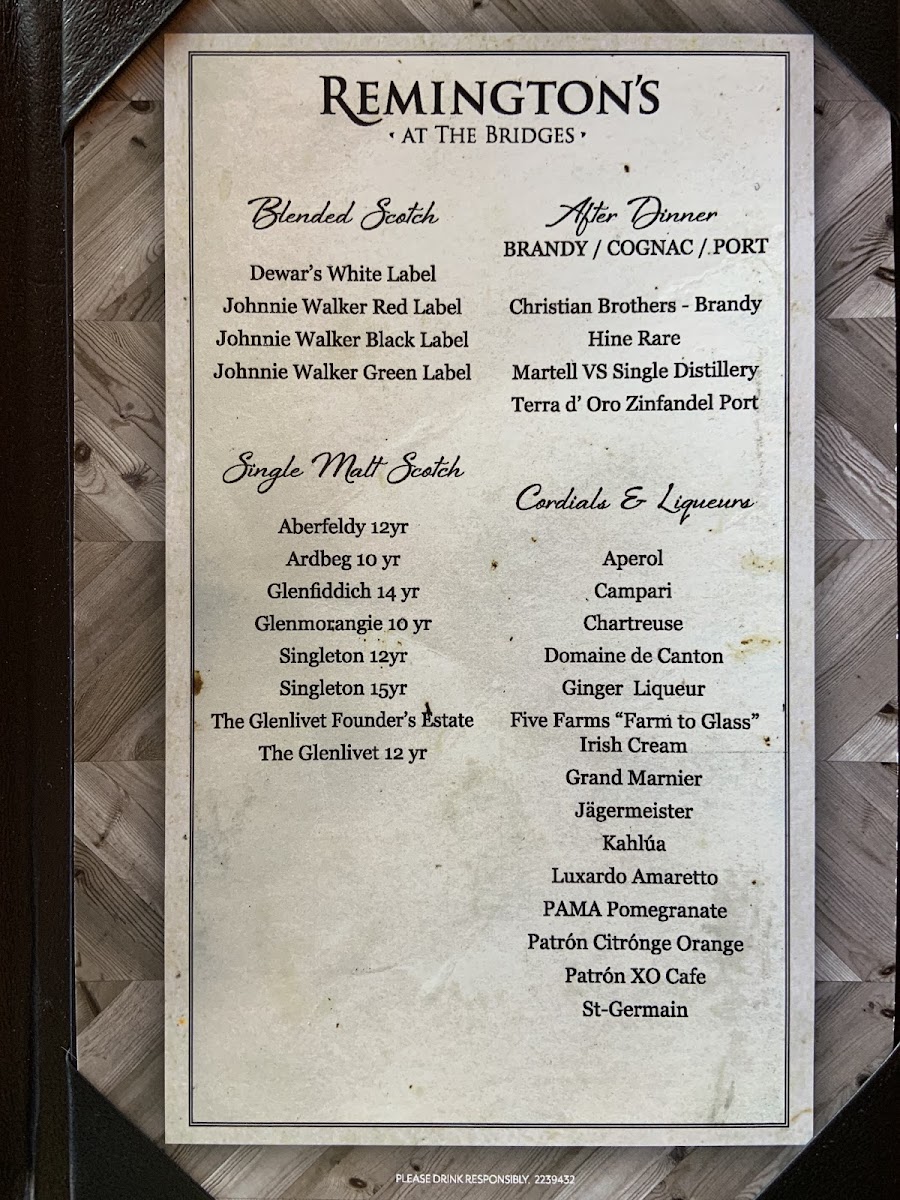 REMINGTON'S
• AT THE BRIDGES •
Blended Scotch
Dewar's White Label
Johnnie Walker Red Label
Johnnie Walker Black Label
Johnnie Walker Green Label
Single Malt Scotch
Aberfeldy 12yr
Ardbeg 10 yr
Glenfiddich 14 yr
Glenmorangie 10 yr
Singleton 12yr
Singleton 15yr
The Glenlivet Founder's Estate
The Glenlivet 12 yr
After Dinner
BRANDY / COGNAC / PORT
Christian Brothers - Brandy
Hine Rare
Martell VS Single Distillery
Terra d' Oro Zinfandel Port
Cordials & Liqueurs
Aperol
Campari
Chartreuse
Domaine de Canton
Ginger Liqueur
Five Farms “Farm to Glass”
Irish Cream
Grand Marnier
Jägermeister
Kahlúa
Luxardo Amaretto
PAMA Pomegranate
Patrón Citrónge Orange
Patrón XO Cafe
St-Germain
PLEASE DRINK RESPONSIBLY. 2239432